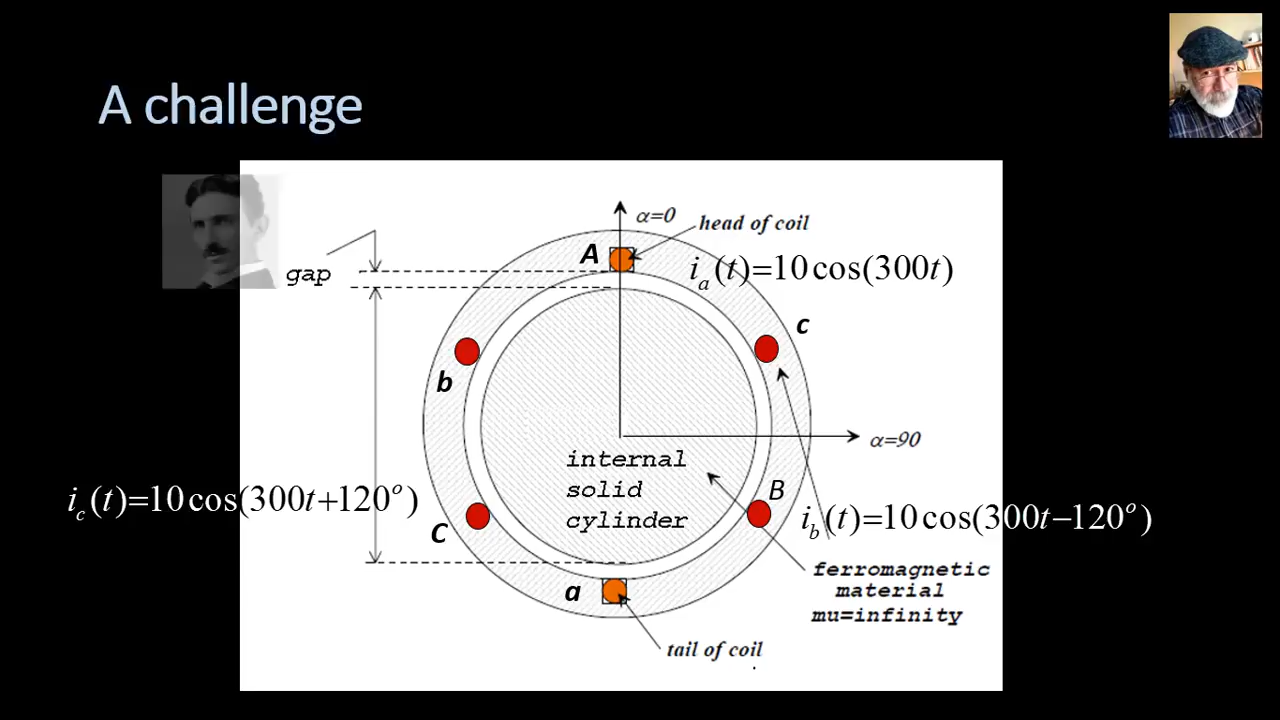 A challenge
α=0
head of coil
A
i_a(t)=10cos(300t)
gap
c
b
α=90
internal
solid
cylinder
B
i_c(t)=10cos(300t+120°)
i_b(t)=10cos(300t−120°)
C
ferromagnetic
material
mu=infinity
a
tail of coil